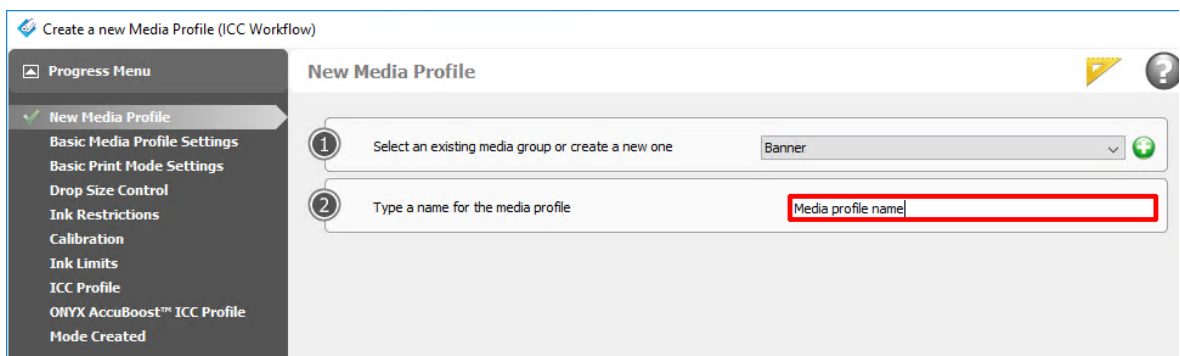 Create a new Media Profile (ICC Workflow)
Progress Menu
New Media Profile
Basic Media Profile Settings
Basic Print Mode Settings
Drop Size Control
Ink Restrictions
Calibration
Ink Limits
ICC Profile
ONYX AccuBoost™ ICC Profile
Mode Created
New Media Profile
?
1 Select an existing media group or create a new one Banner
2 Type a name for the media profile Media profile name